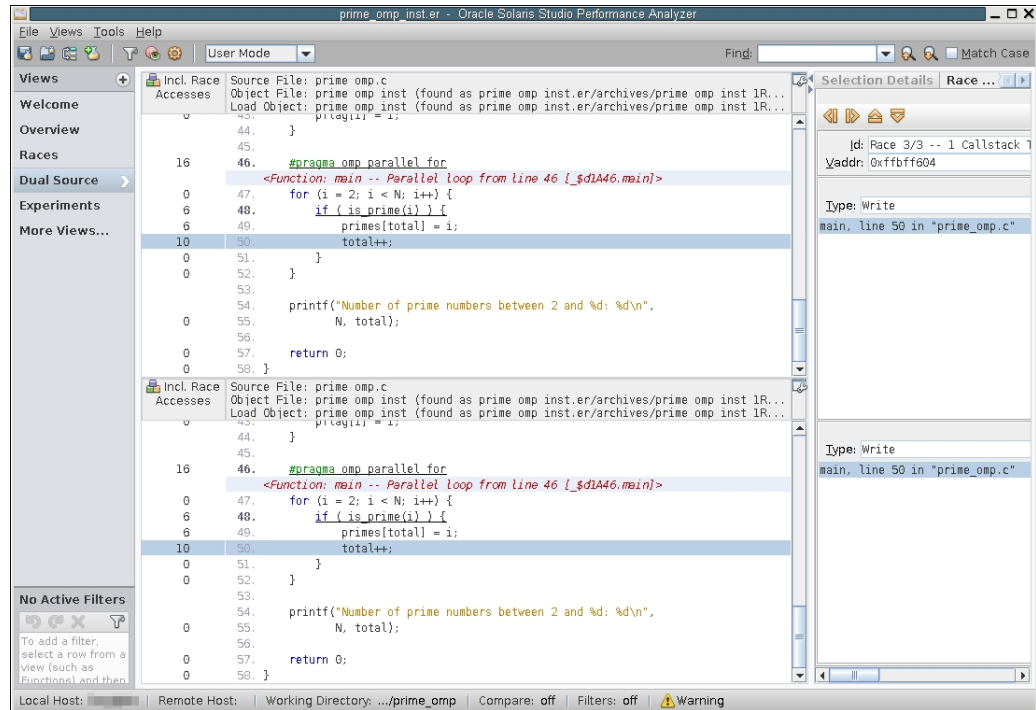 prime_omp_inst.er - Oracle Solaris Studio Performance Analyzer
File Views Tools Help
User Mode
Find:
Match Case
Views
Welcome
Overview
Races
Dual Source
Experiments
More Views...
No Active Filters
To add a filter,
select a row from a
view (such as
Functions) and then
Incl. Race Source File: prime omp.c
Accesses Object File: prime omp inst (found as prime omp inst.er/archives/prime omp inst 1R...
Load Object: prime omp inst (found as prime omp inst.er/archives/prime omp inst 1R...
0 43. pflag[i] = 1;
44. }
45.
16 46. #pragma omp parallel for
<Function: main -- Parallel loop from line 46 [_$d1A46.main]>
0 47. for (i = 2; i < N; i++) {
6 48. if ( is_prime(i) ) {
6 49. primes[total] = i;
10 50. total++;
0 51. }
0 52. }
53.
54. printf("Number of prime numbers between 2 and %d: %d\n",
0 55. N, total);
56.
0 57. return 0;
0 58. }
Incl. Race Source File: prime omp.c
Accesses Object File: prime omp inst (found as prime omp inst.er/archives/prime omp inst 1R...
Load Object: prime omp inst (found as prime omp inst.er/archives/prime omp inst 1R...
0 43. pflag[i] = 1;
44. }
45.
16 46. #pragma omp parallel for
<Function: main -- Parallel loop from line 46 [_$d1A46.main]>
0 47. for (i = 2; i < N; i++) {
6 48. if ( is_prime(i) ) {
6 49. primes[total] = i;
10 50. total++;
0 51. }
0 52. }
53.
54. printf("Number of prime numbers between 2 and %d: %d\n",
0 55. N, total);
56.
0 57. return 0;
0 58. }
Selection Details Race ...
Id: Race 3/3 -- 1 Callstack T
Vaddr: 0xffbff604
Type: Write
main, line 50 in "prime_omp.c"
Type: Write
main, line 50 in "prime_omp.c"
Local Host: Remote Host: Working Directory: .../prime_omp Compare: off Filters: off Warning